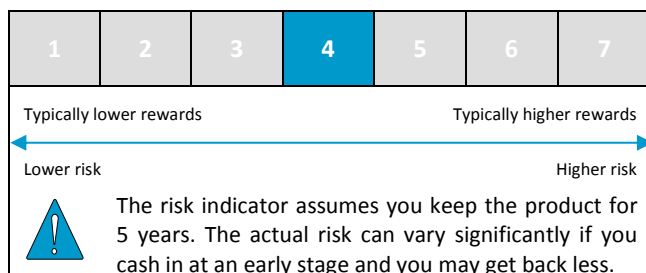 1 2 3 4 5 6 7
Typically lower rewards Typically higher rewards
Lower risk Higher risk
The risk indicator assumes you keep the product for
5 years. The actual risk can vary significantly if you
cash in at an early stage and you may get back less.